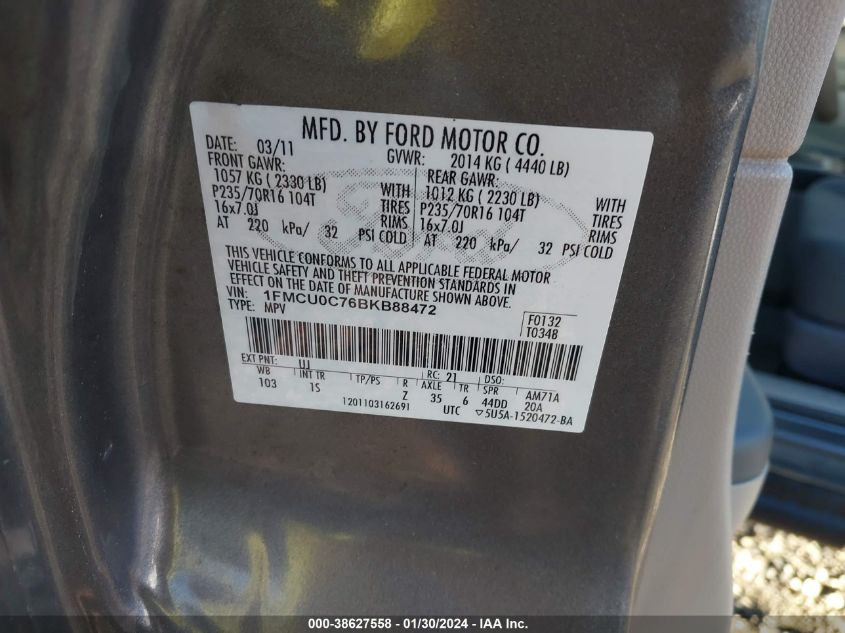 MFD. BY FORD MOTOR CO.
DATE: 03/11 GVWR: 2014 KG ( 4440 LB)
FRONT GAWR: REAR GAWR:
1057 KG ( 2330 LB) WITH 1012 KG ( 2230 LB) WITH
P235/70R16 104T TIRES P235/70R16 104T TIRES
16x7.0J RIMS 16x7.0J RIMS
AT 220 kPa/ 32 PSI COLD AT 220 kPa/ 32 PSI COLD
THIS VEHICLE CONFORMS TO ALL APPLICABLE FEDERAL MOTOR
VEHICLE SAFETY AND THEFT PREVENTION STANDARDS IN
EFFECT ON THE DATE OF MANUFACTURE SHOWN ABOVE.
VIN: 1FMCU0C76BKB88472
TYPE: MPV
F0132
T0348
EXT PNT: UJ RC: 21 DSO:
WB INT TR TP/PS R AXLE TR SPR AM71A
103 1S Z 35 6 44DD 20A
1201103162691 UTC ▽5U5A-1520472-BA
Ford
000-38627558 - 01/30/2024 - IAA Inc.